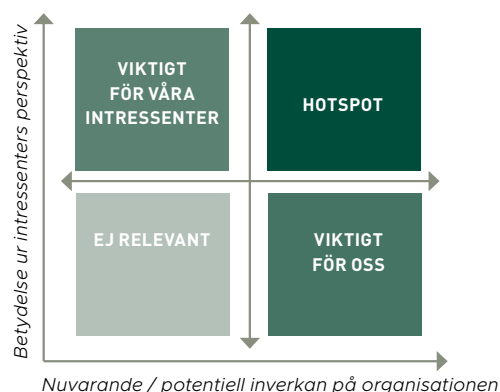 Betydelse ur intressenters perspektiv
VIKTIGT
FÖR VÅRA
INTRESSENTER
HOTSPOT
EJ RELEVANT
VIKTIGT
FÖR OSS
Nuvarande / potentiell inverkan på organisationen